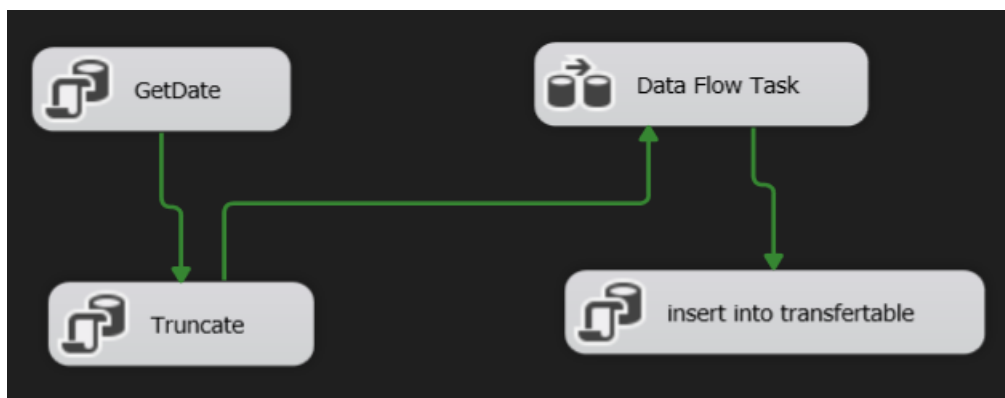 GetDate
Truncate
Data Flow Task
insert into transfertable